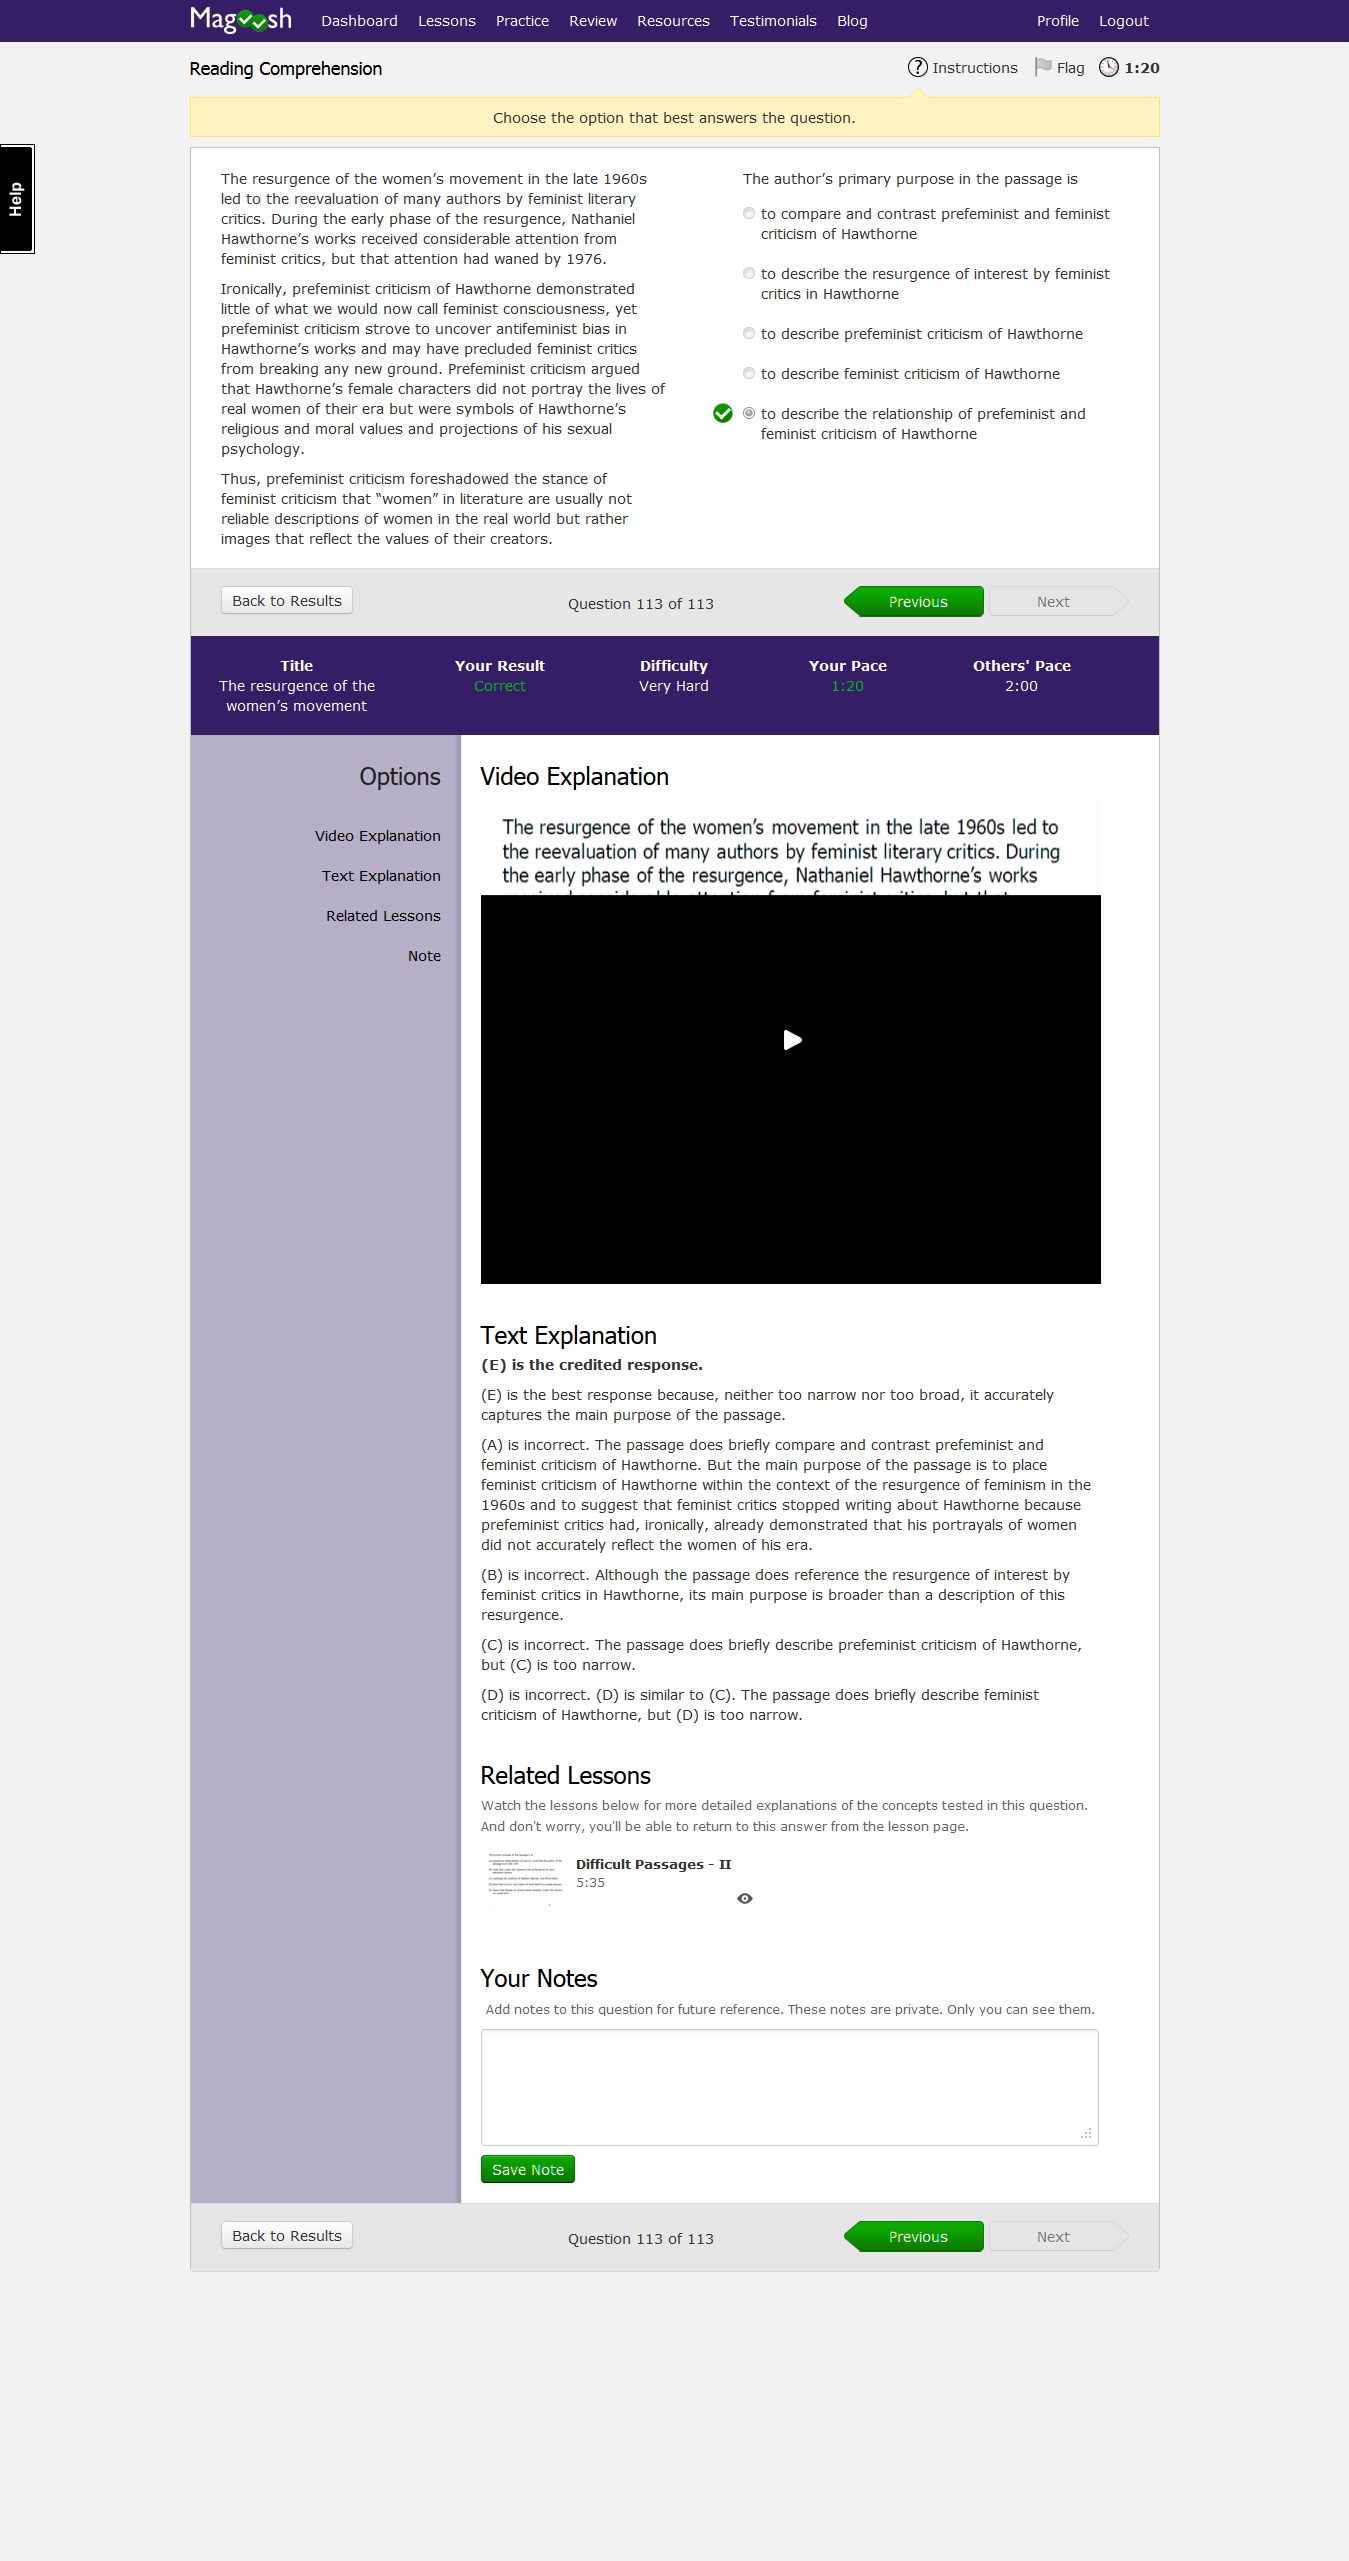 Magoosh Dashboard Lessons Practice Review Resources Testimonials Blog Profile Logout
Reading Comprehension
Instructions Flag 1:20
Choose the option that best answers the question.
Help
The resurgence of the women's movement in the late 1960s
led to the reevaluation of many authors by feminist literary
critics. During the early phase of the resurgence, Nathaniel
Hawthorne's works received considerable attention from
feminist critics, but that attention had waned by 1976.
Ironically, prefeminist criticism of Hawthorne demonstrated
little of what we would now call feminist consciousness, yet
prefeminist criticism strove to uncover antifeminist bias in
Hawthorne's works and may have precluded feminist critics
from breaking any new ground. Prefeminist criticism argued
that Hawthorne's female characters did not portray the lives of
real women of their era but were symbols of Hawthorne's
religious and moral values and projections of his sexual
psychology.
Thus, prefeminist criticism foreshadowed the stance of
feminist criticism that “women” in literature are usually not
reliable descriptions of women in the real world but rather
images that reflect the values of their creators.
The author's primary purpose in the passage is
to compare and contrast prefeminist and feminist
criticism of Hawthorne
to describe the resurgence of interest by feminist
critics in Hawthorne
to describe prefeminist criticism of Hawthorne
to describe feminist criticism of Hawthorne
to describe the relationship of prefeminist and
feminist criticism of Hawthorne
Back to Results Question 113 of 113 Previous Next
Title Your Result Difficulty Your Pace Others' Pace
The resurgence of the Correct Very Hard 1:20 2:00
women's movement
Options
Video Explanation
Text Explanation
Related Lessons
Note
Video Explanation
The resurgence of the women's movement in the late 1960s led to
the reevaluation of many authors by feminist literary critics. During
the early phase of the resurgence, Nathaniel Hawthorne's works
Text Explanation
(E) is the credited response.
(E) is the best response because, neither too narrow nor too broad, it accurately
captures the main purpose of the passage.
(A) is incorrect. The passage does briefly compare and contrast prefeminist and
feminist criticism of Hawthorne. But the main purpose of the passage is to place
feminist criticism of Hawthorne within the context of the resurgence of feminism in the
1960s and to suggest that feminist critics stopped writing about Hawthorne because
prefeminist critics had, ironically, already demonstrated that his portrayals of women
did not accurately reflect the women of his era.
(B) is incorrect. Although the passage does reference the resurgence of interest by
feminist critics in Hawthorne, its main purpose is broader than a description of this
resurgence.
(C) is incorrect. The passage does briefly describe prefeminist criticism of Hawthorne,
but (C) is too narrow.
(D) is incorrect. (D) is similar to (C). The passage does briefly describe feminist
criticism of Hawthorne, but (D) is too narrow.
Related Lessons
Watch the lessons below for more detailed explanations of the concepts tested in this question.
And don't worry, you'll be able to return to this answer from the lesson page.
Difficult Passages - II
5:35
Your Notes
Add notes to this question for future reference. These notes are private. Only you can see them.
Save Note
Back to Results Question 113 of 113 Previous Next